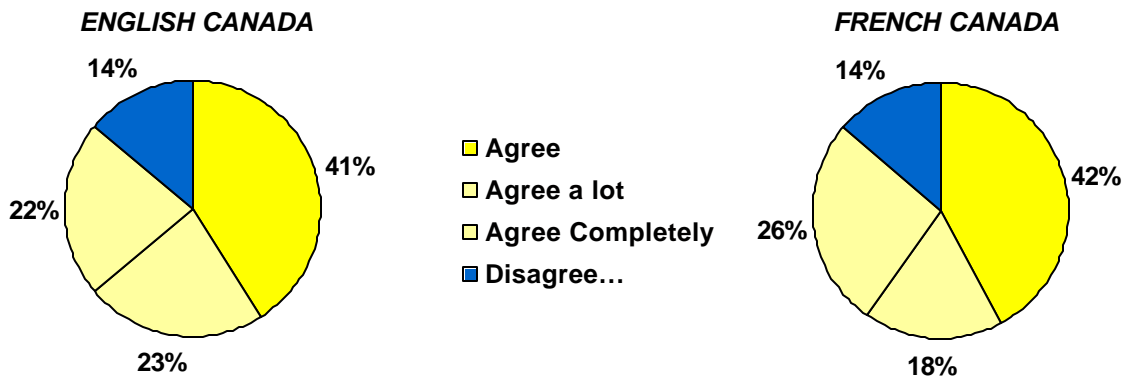 ENGLISH CANADA
14%
41%
22%
23%
Agree
Agree a lot
Agree Completely
Disagree…
FRENCH CANADA
14%
42%
26%
18%